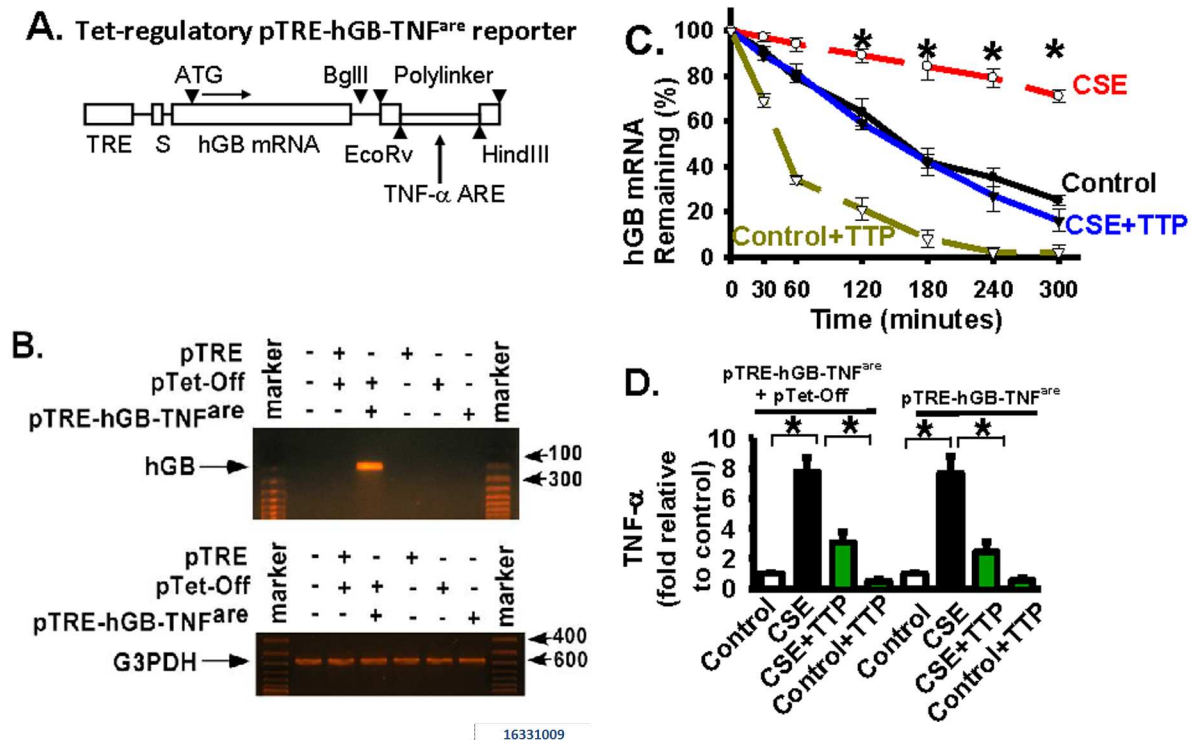 A. Tet-regulatory pTRE-hGB-TNFare reporter
ATG
BglII
Polylinker
TRE
S
hGB mRNA
EcoRv
HindIII
TNF-α ARE
B.
pTRE - + - + - -
pTet-Off - + + - + -
pTRE-hGB-TNFare + +
marker
marker
hGB
100
300
pTRE - + - + - -
pTet-Off - + + - + -
pTRE-hGB-TNFare + +
marker
marker
G3PDH
400
600
C.
hGB mRNA
Remaining (%)
100
80
60
40
20
0
* * * *
CSE
Control
CSE+TTP
Control+TTP
0 30 60 120 180 240 300
Time (minutes)
D.
pTRE-hGB-TNFare
+ pTet-Off
pTRE-hGB-TNFare
* * * *
TNF-α
(fold relative
to control)
10
8
6
4
2
0
Control
CSE
CSE+TTP
Control+TTP
Control
CSE
CSE+TTP
Control+TTP
16331009